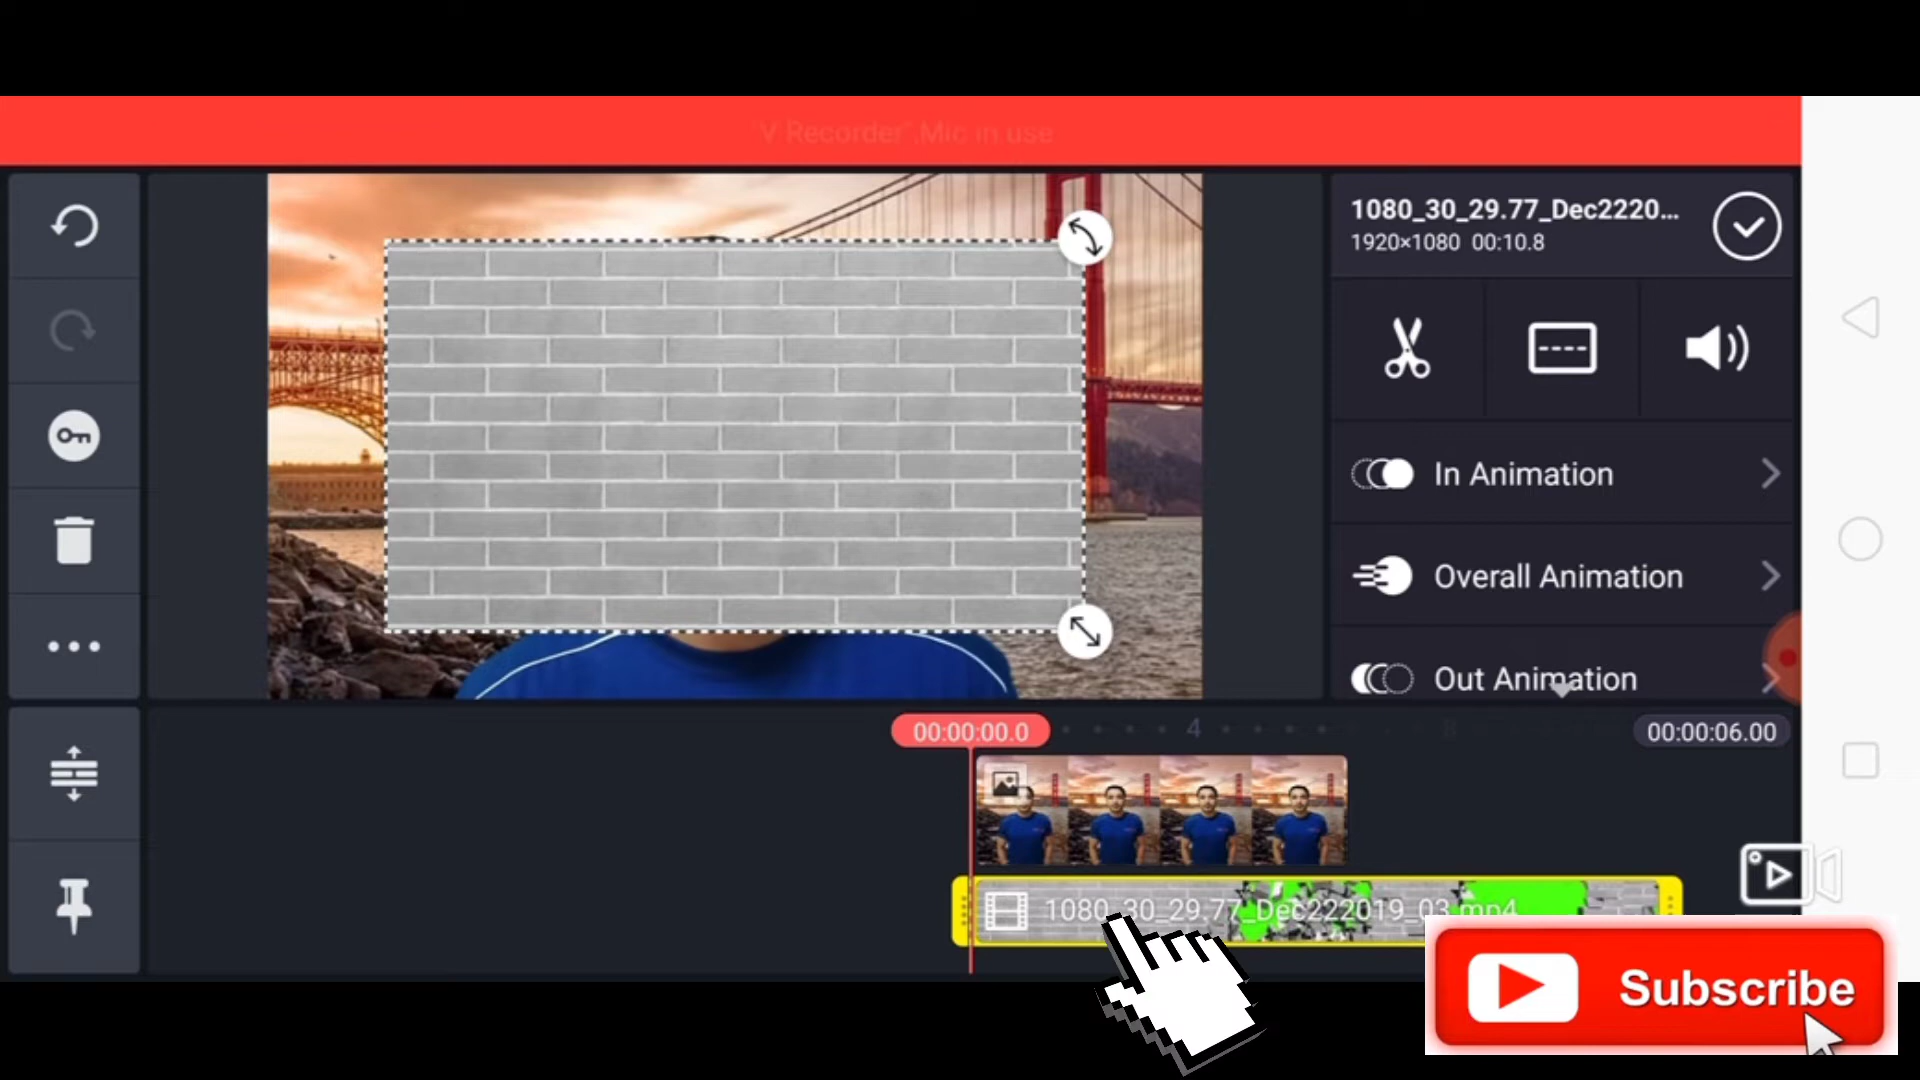 V Recorder".Mic in use
1080_30_29.77_Dec2220...
1920×1080 00:10.8
In Animation
Overall Animation
Out Animation
00:00:00.0
4
8
00:00:06.00
1080_30_29.77_Dec222019_03.mp4
Subscribe